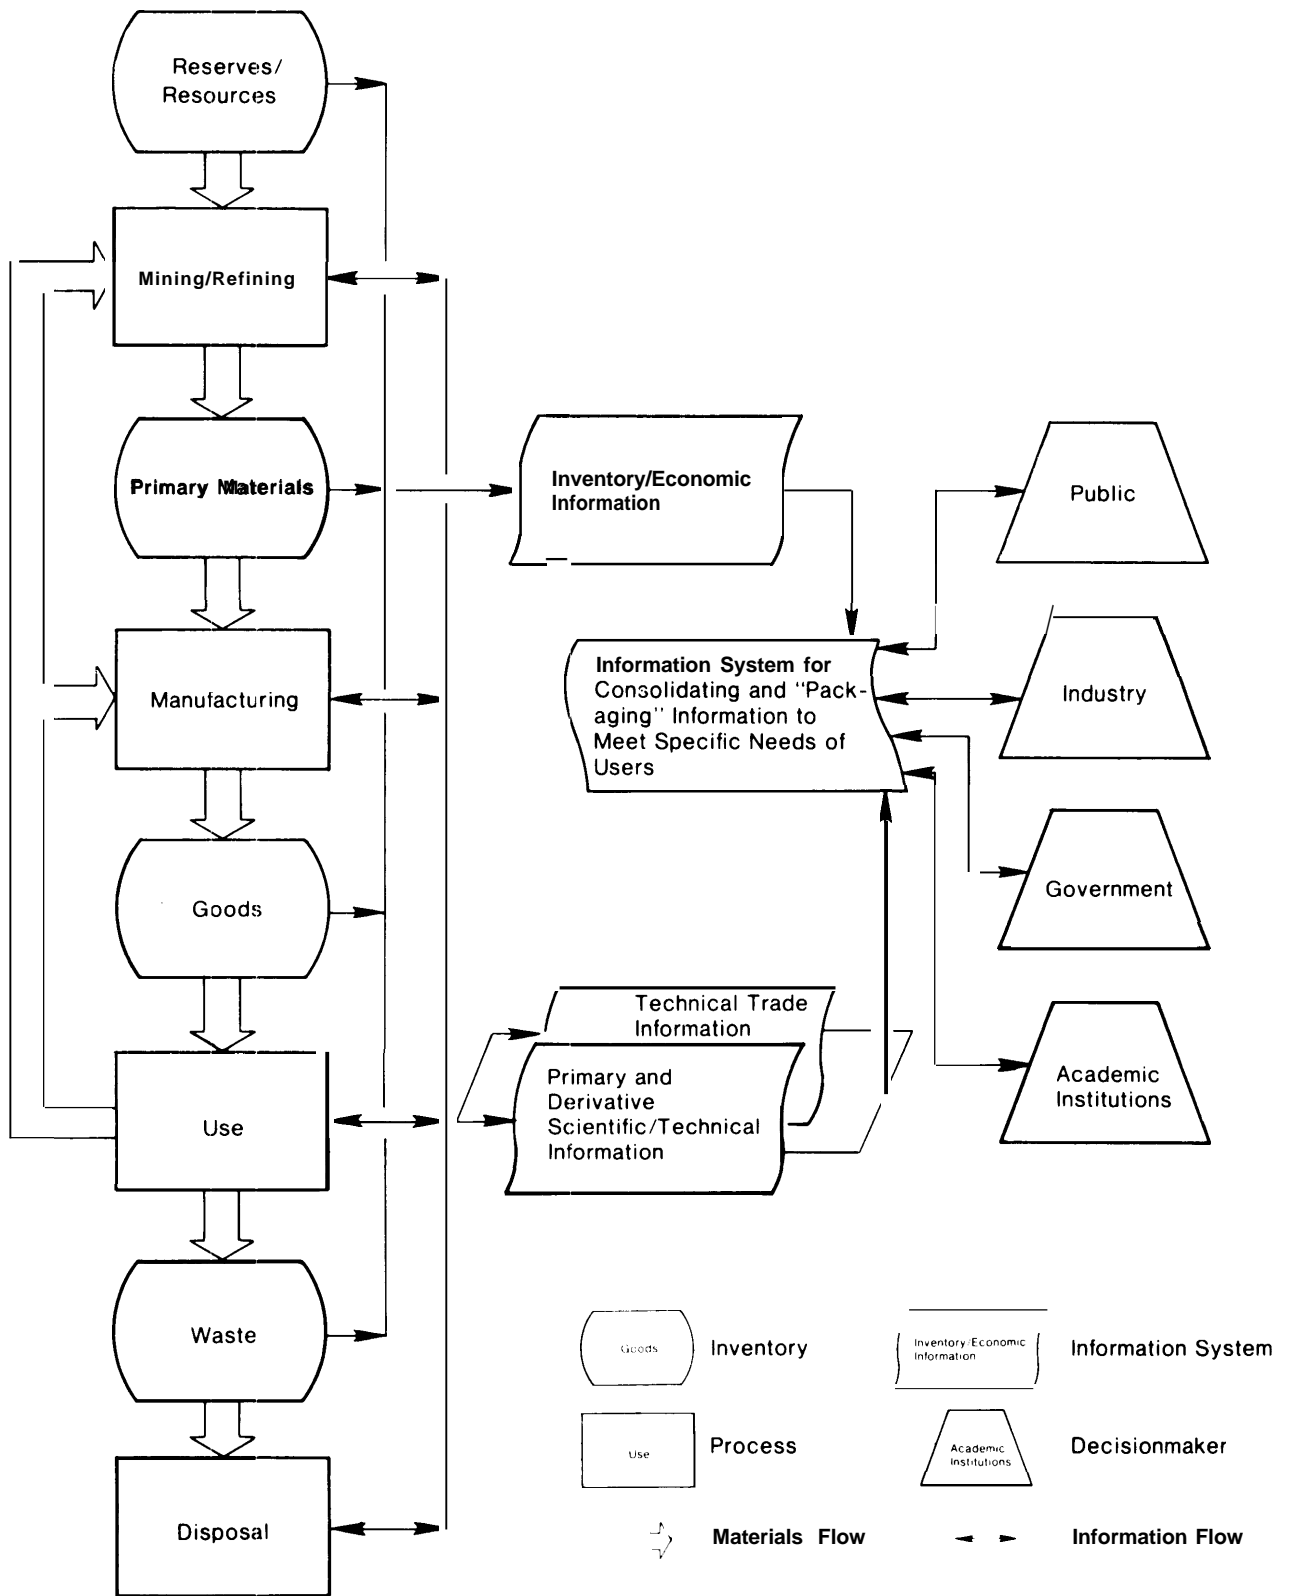 Reserves/
Resources
Mining/Refining
Primary Materials
Inventory/Economic
Information
Public
Information System for
Consolidating and "Pack-
aging" Information to
Meet Specific Needs of
Users
Industry
Manufacturing
Government
Goods
Technical Trade
Information
Primary and
Derivative
Scientific/Technical
Information
Academic
Institutions
Use
Waste
Disposal
Goods
Inventory
Inventory/Economic
Information
Information System
Use
Process
Academic
Institutions
Decisionmaker
Materials Flow
Information Flow